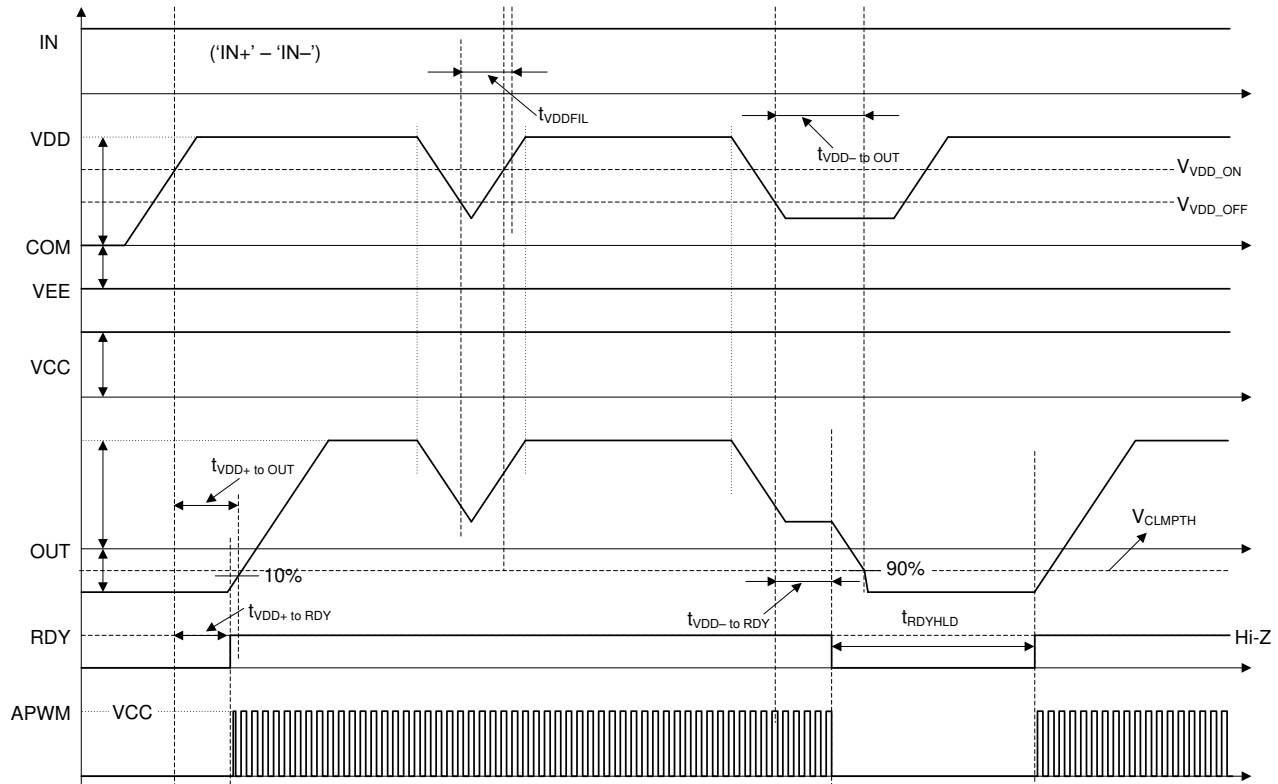 IN
('IN+' – 'IN–')
tVDDFIL
VDD
tVDD– to OUT
VVDD_ON
VVDD_OFF
COM
VEE
VCC
tVDD+ to OUT
VCLMPTH
OUT
10%
90%
tVDD+ to RDY
tVDD– to RDY
tRDYHLD
RDY
Hi-Z
APWM
VCC